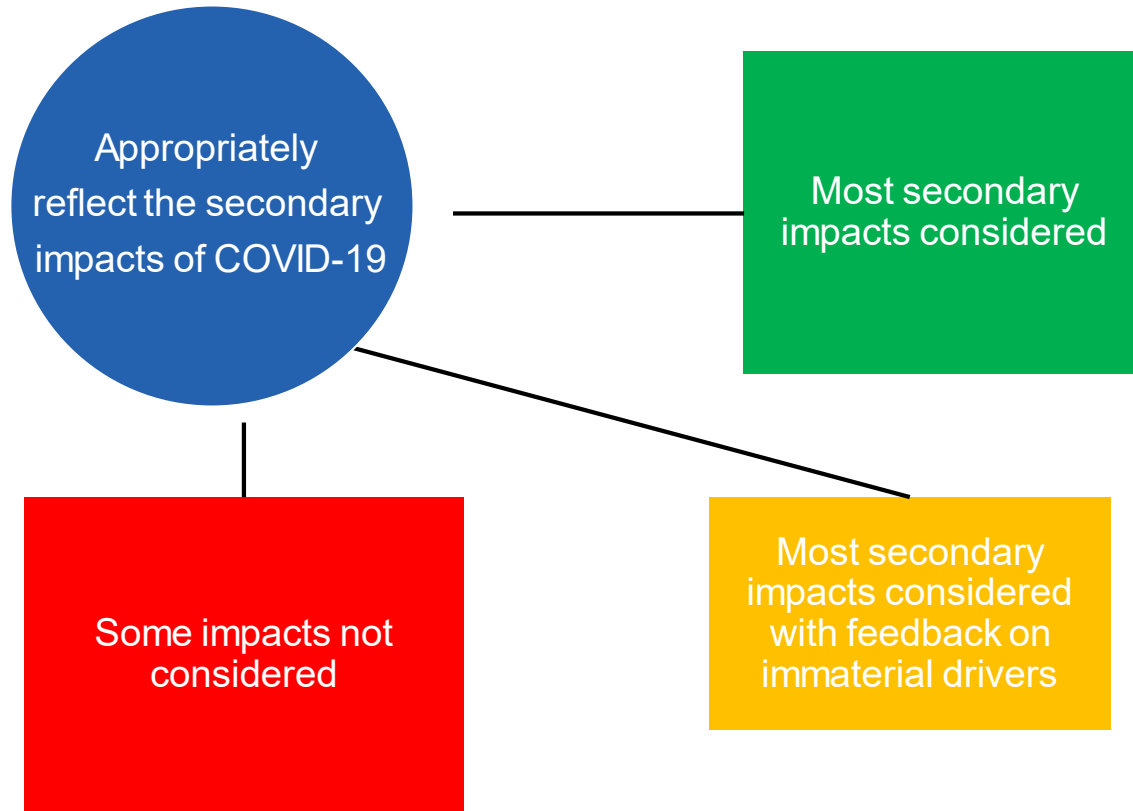 Appropriately
reflect the secondary
impacts of COVID-19
Most secondary
impacts considered
Some impacts not
considered
Most secondary
impacts considered
with feedback on
immaterial drivers